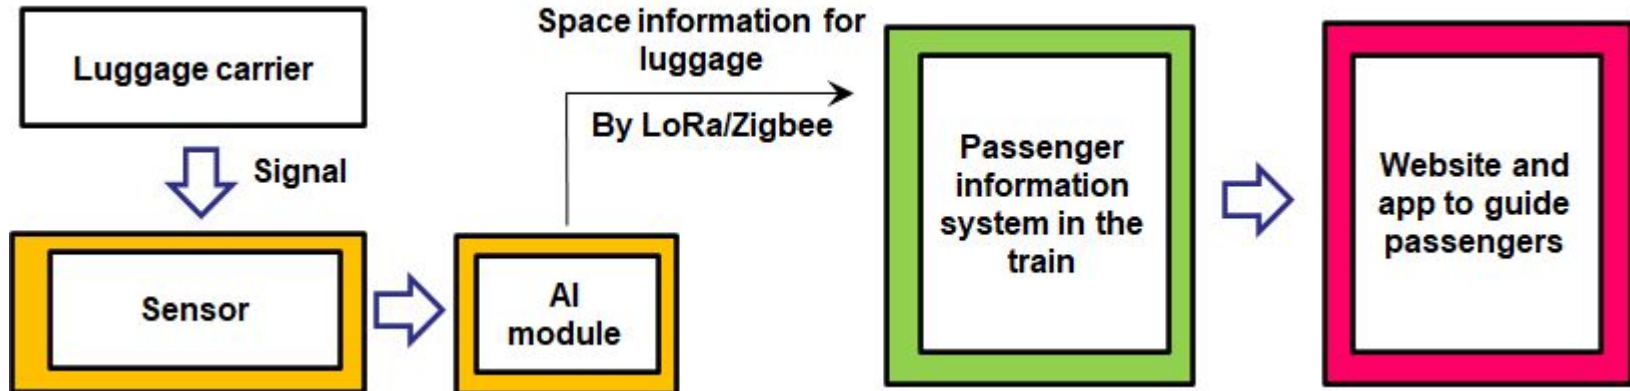 Luggage carrier
Signal
Sensor
AI
module
Space information for
luggage
By LoRa/Zigbee
Passenger
information
system in the
train
Website and
app to guide
passengers